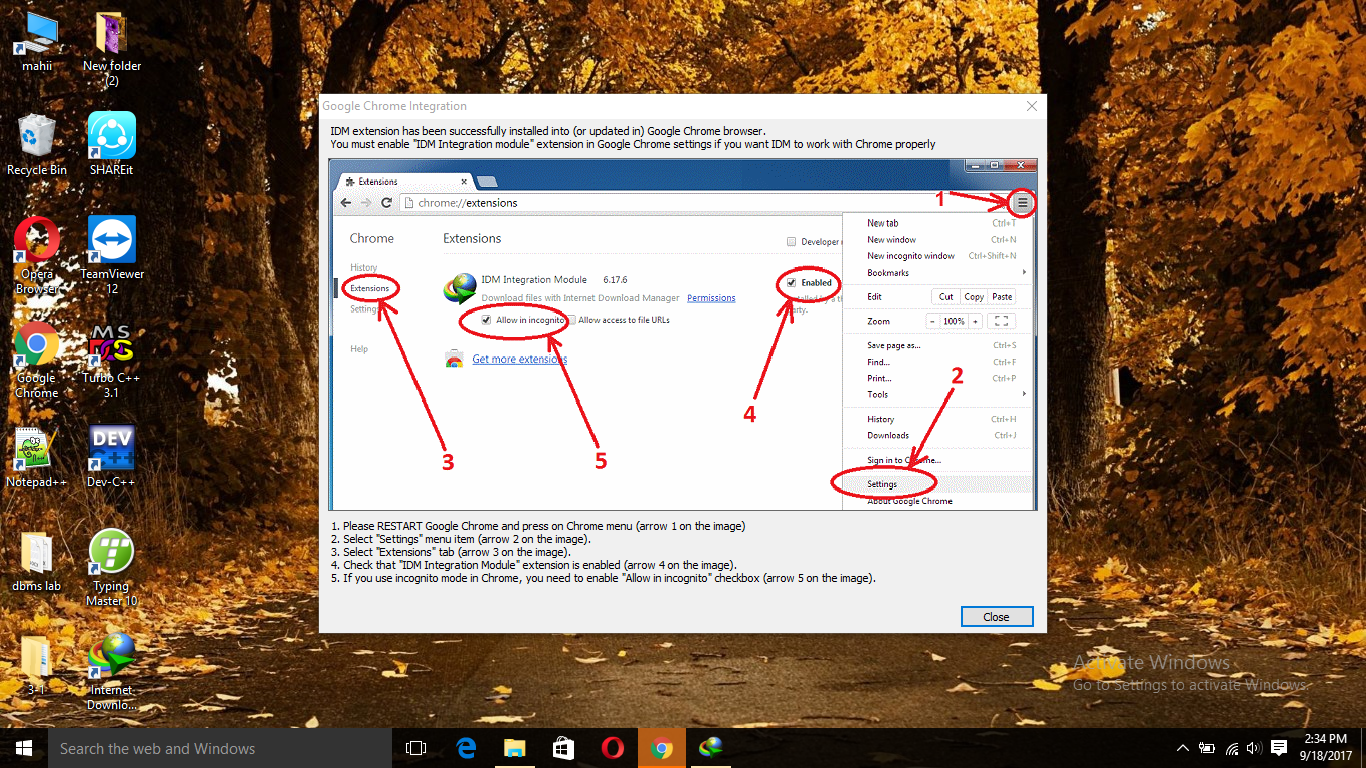 mahii
New folder
(2)
Recycle Bin
SHAREit
Opera
Browser
TeamViewer
12
Google
Chrome
MS
Turbo C++
3.1
Notepad++
DEV
C++
Dev-C++
dbms lab
Typing
Master 10
3-1
Internet
Downlo...
Google Chrome Integration
IDM extension has been successfully installed into (or updated in) Google Chrome browser.
You must enable "IDM Integration module" extension in Google Chrome settings if you want IDM to work with Chrome properly
Extensions
chrome://extensions
1
Chrome
History
Extensions
Settings
Help
Extensions
Developer
IDM Integration Module 6.17.6
Enabled
Download files with Internet Download Manager Permissions
Allow in incognito
Allow access to file URLs
Get more extensions
New tab Ctrl+T
New window Ctrl+N
New incognito window Ctrl+Shift+N
Bookmarks
Edit Cut Copy Paste
Zoom - 100% +
Save page as... Ctrl+S
Find... Ctrl+F
Print... Ctrl+P
Tools
History Ctrl+H
Downloads Ctrl+J
Sign in to Chrome...
Settings
About Google Chrome
2
3
4
5
1. Please RESTART Google Chrome and press on Chrome menu (arrow 1 on the image)
2. Select "Settings" menu item (arrow 2 on the image).
3. Select "Extensions" tab (arrow 3 on the image).
4. Check that "IDM Integration Module" extension is enabled (arrow 4 on the image).
5. If you use incognito mode in Chrome, you need to enable "Allow in incognito" checkbox (arrow 5 on the image).
Close
Activate Windows
Go to Settings to activate Windows.
Search the web and Windows
2:34 PM
9/18/2017